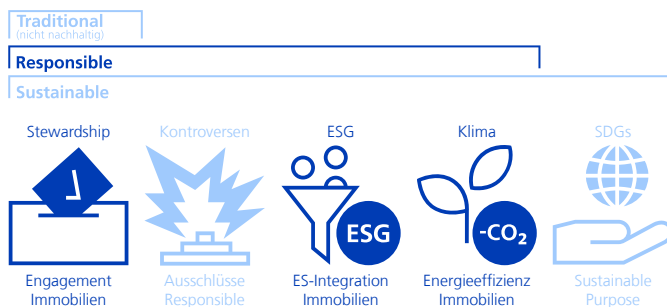 Traditional
(nicht nachhaltig)
Responsible
Sustainable
Stewardship
Kontroversen
ESG
Klima
SDGs
ESG
-CO₂
Engagement
Immobilien
Ausschlüsse
Responsible
ES-Integration
Immobilien
Energieeffizienz
Immobilien
Sustainable
Purpose